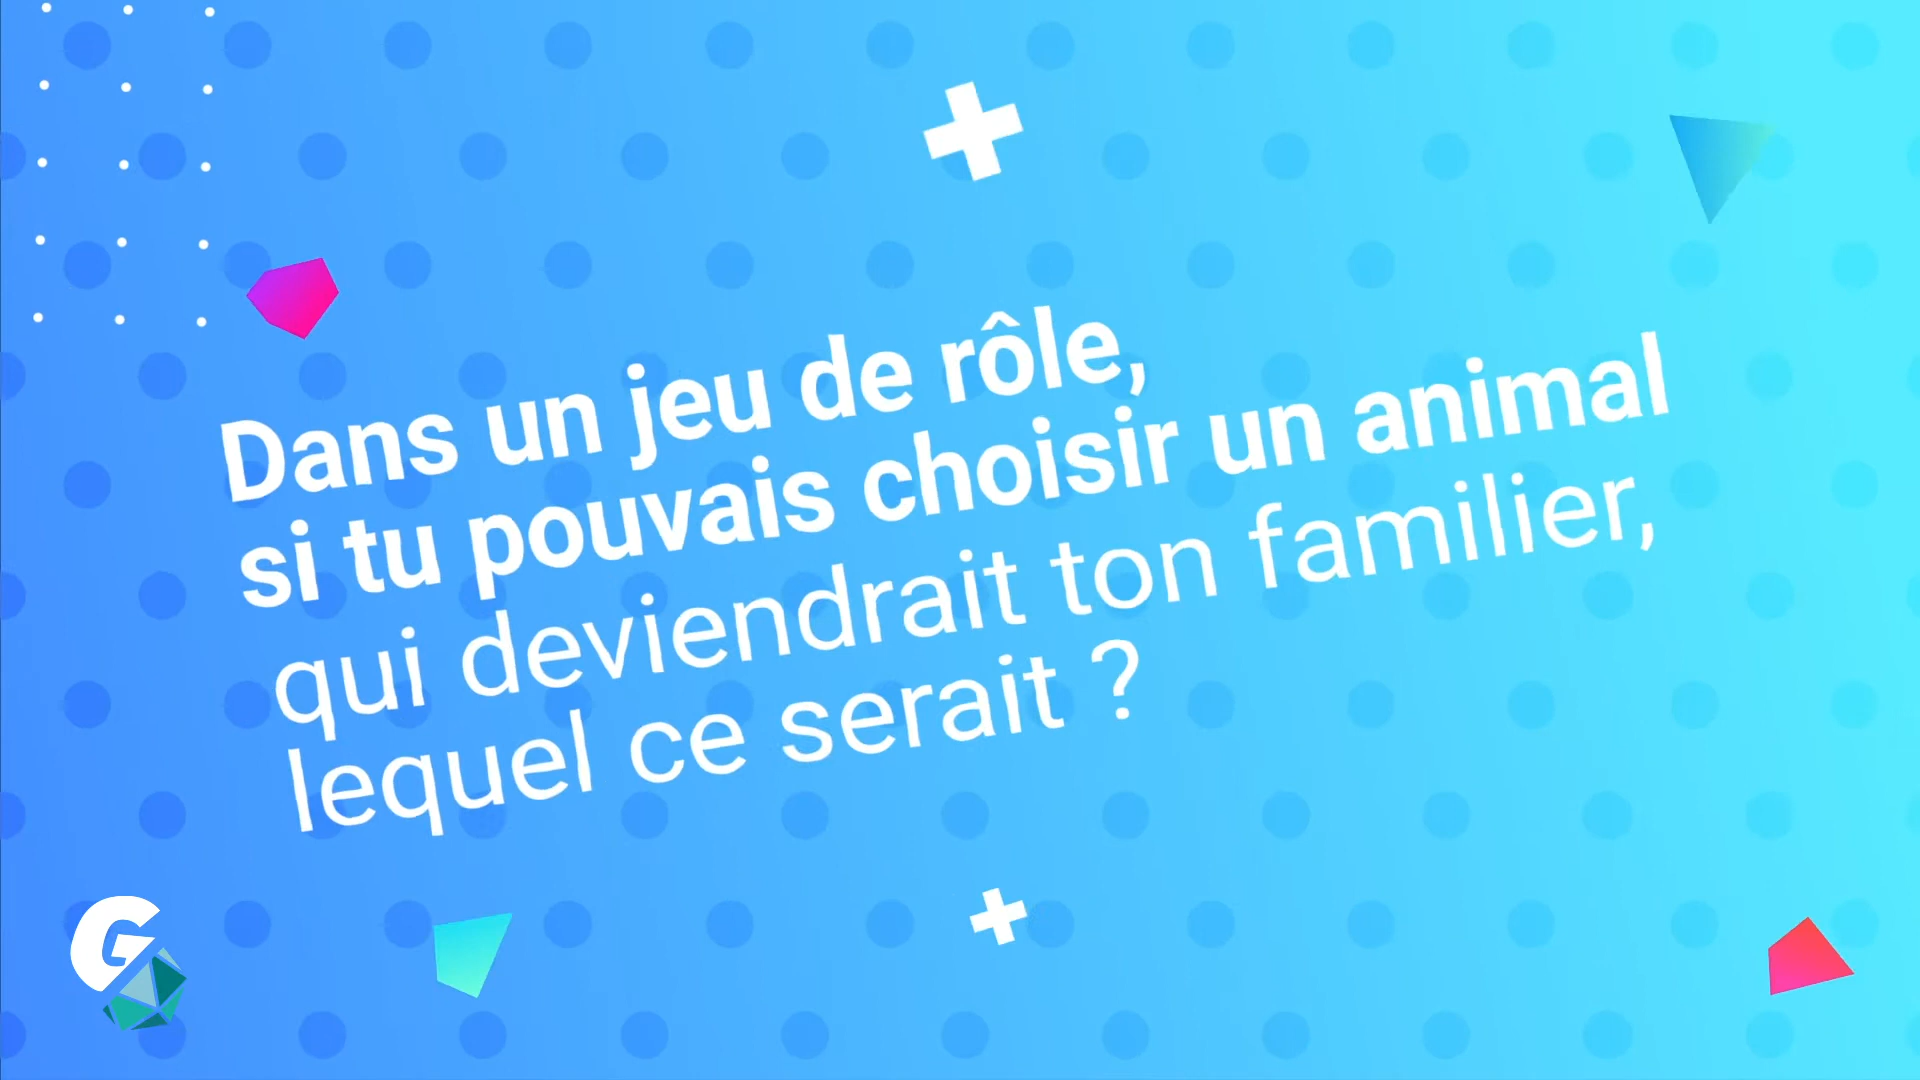 Dans un jeu de rôle,
si tu pouvais choisir un animal
qui deviendrait ton familier,
lequel ce serait ?
G